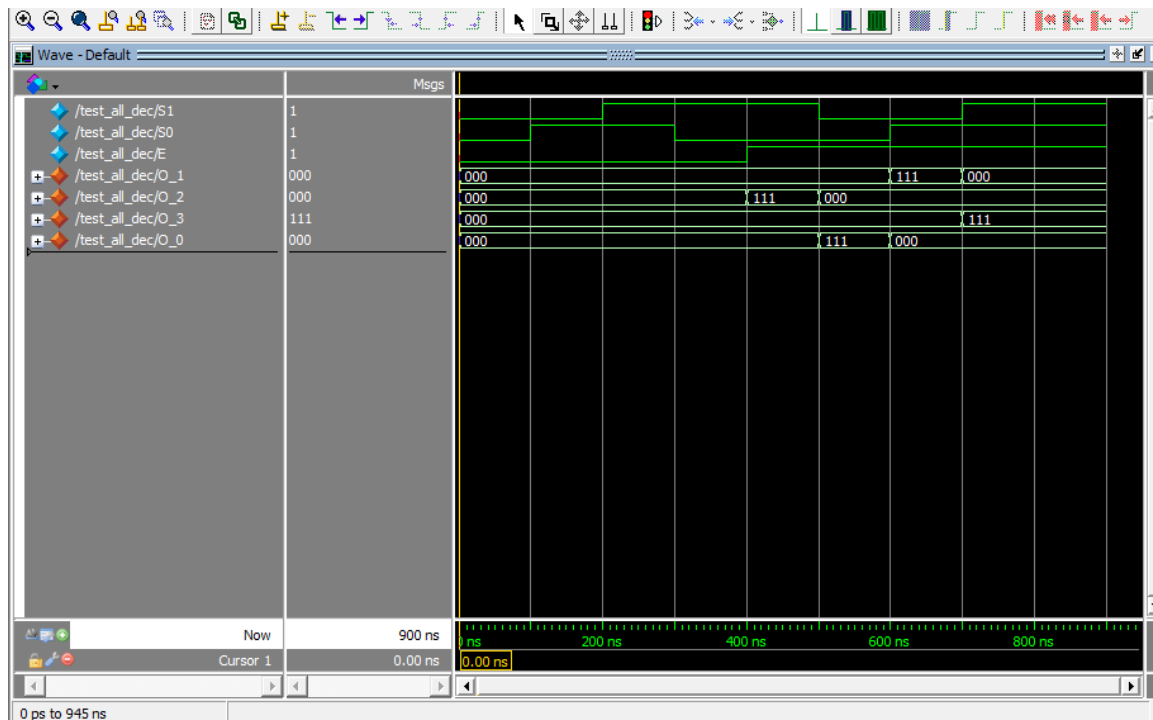 Wave - Default
Msgs
/test_all_dec/S1 1
/test_all_dec/S0 1
/test_all_dec/E 1
/test_all_dec/O_1 000 000 111 000
/test_all_dec/O_2 000 000 111 000
/test_all_dec/O_3 111 000 111
/test_all_dec/O_0 000 000 111 000
Now 900 ns ns 200 ns 400 ns 600 ns 800 ns
Cursor 1 0.00 ns 0.00 ns
0 ps to 945 ns